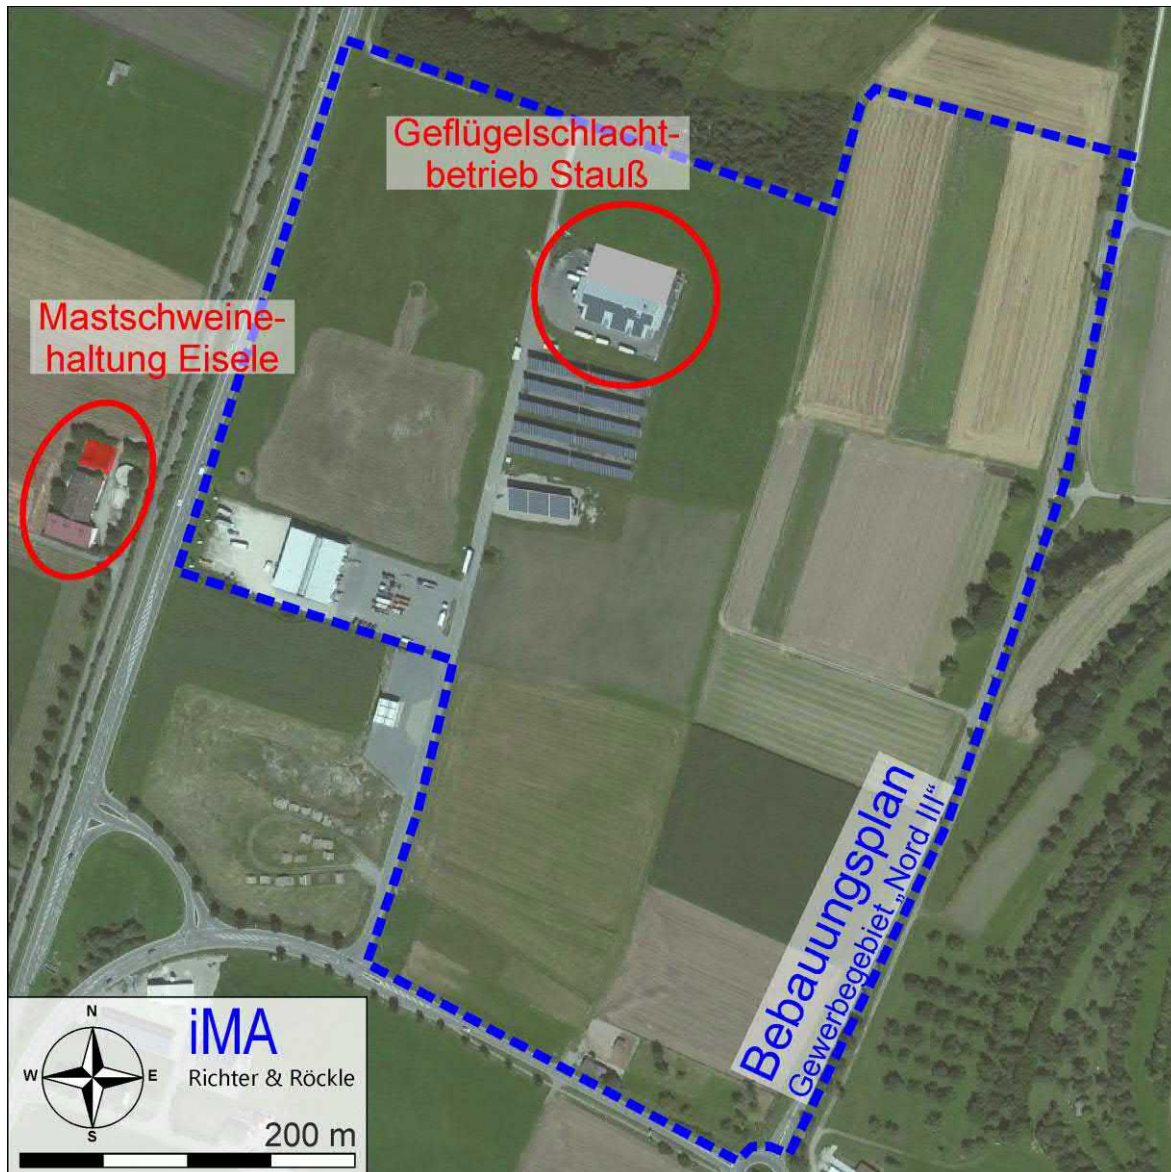 Geflügelschlacht-
betrieb Stauß
Mastschweine-
haltung Eisele
Bebauungsplan
Gewerbegebiet „Nord III“
N
W
E
S
iMA
Richter & Röckle
200 m